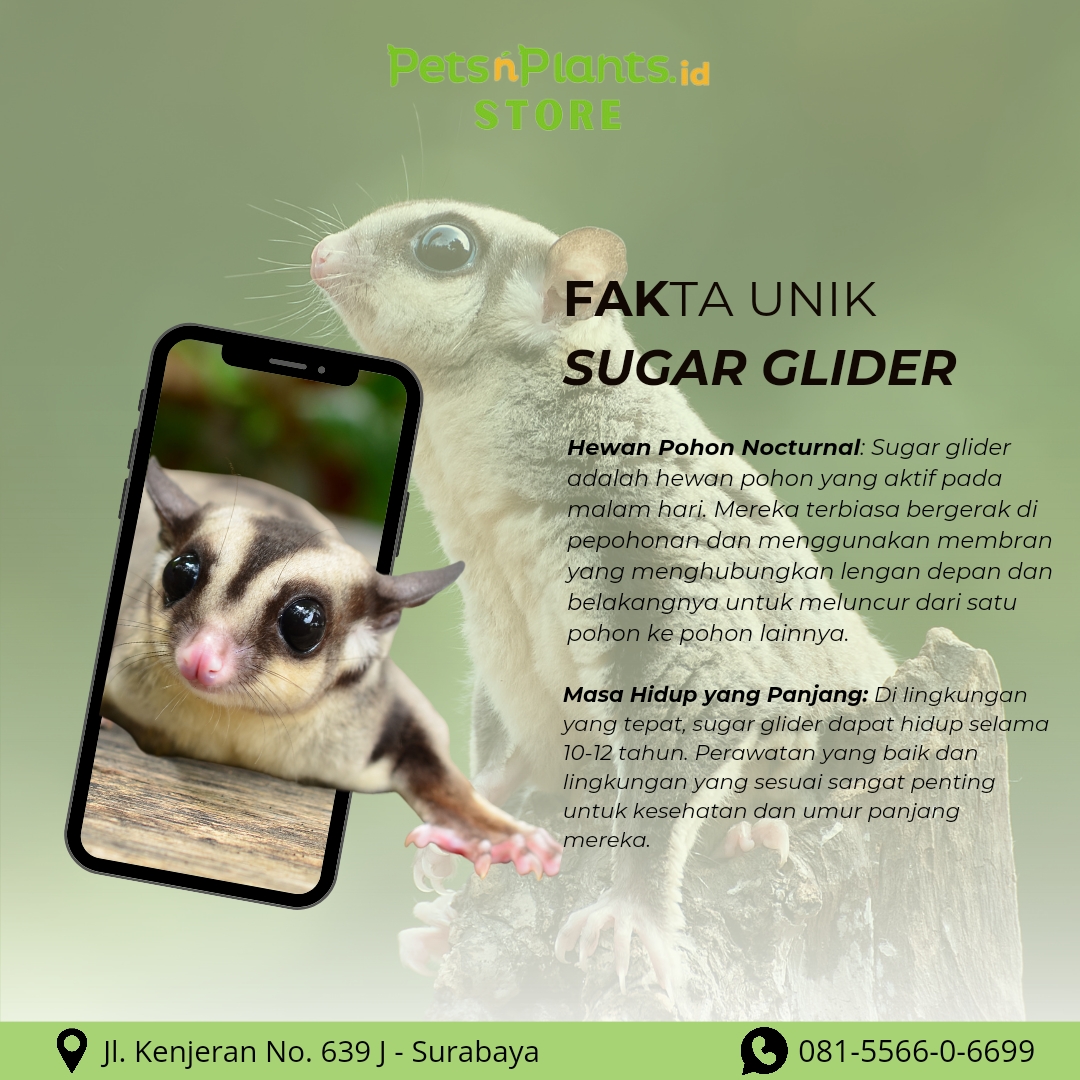 PetsnPlants.id
STORE
FAKTA UNIK
SUGAR GLIDER
Hewan Pohon Nocturnal: Sugar glider
adalah hewan pohon yang aktif pada
malam hari. Mereka terbiasa bergerak di
pepohonan dan menggunakan membran
yang menghubungkan lengan depan dan
belakangnya untuk meluncur dari satu
pohon ke pohon lainnya.
Masa Hidup yang Panjang: Di lingkungan
yang tepat, sugar glider dapat hidup selama
10-12 tahun. Perawatan yang baik dan
lingkungan yang sesuai sangat penting
untuk kesehatan dan umur panjang
mereka.
Jl. Kenjeran No. 639 J - Surabaya
081-5566-0-6699